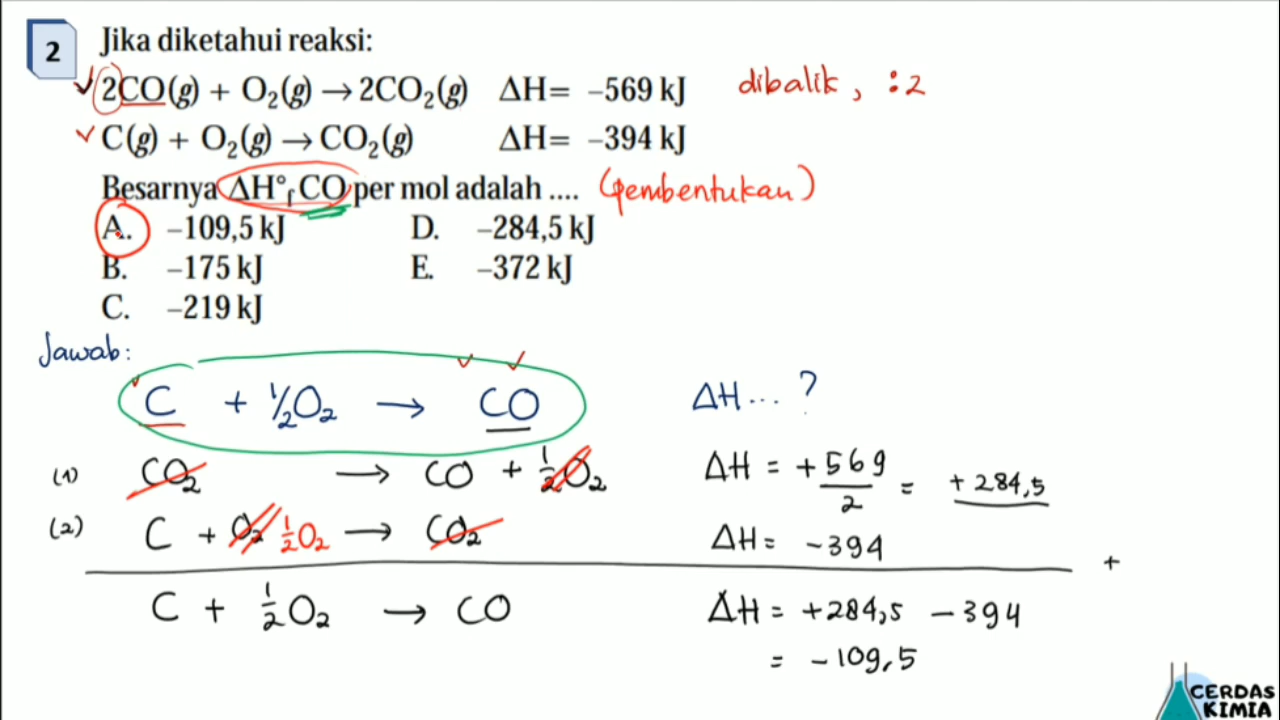 2 Jika diketahui reaksi:
2CO(g) + O₂(g) → 2CO₂(g) ΔH= –569 kJ dibalik, :2
C(g) + O₂(g) → CO₂(g) ΔH= –394 kJ
Besarnya ΔH°f CO per mol adalah .... (pembentukan)
A. –109,5 kJ D. –284,5 kJ
B. –175 kJ E. –372 kJ
C. –219 kJ
Jawab:
C + ½O₂ → CO ΔH...?
(1) CO₂ → CO + ½O₂ ΔH = +569/2 = +284,5
(2) C + O₂ ½O₂ → CO₂ ΔH= -394
+
C + ½O₂ → CO ΔH = +284,5 - 394
= -109,5
CERDAS
KIMIA